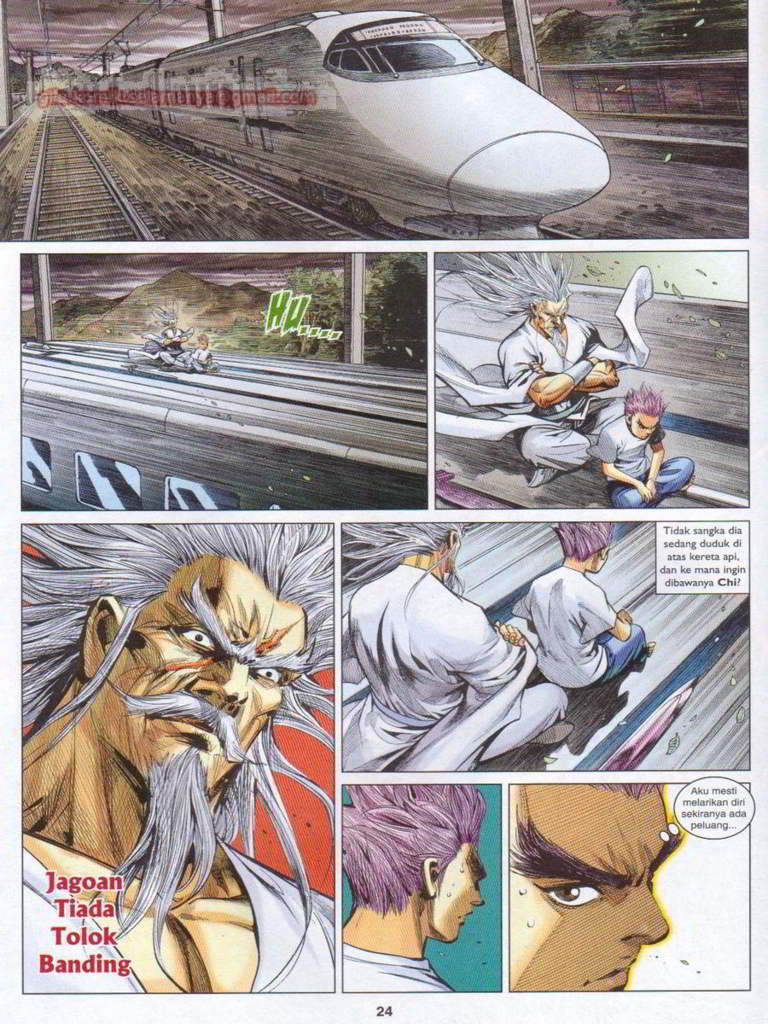 HU....
Tidak sangka dia
sedang duduk di
atas kereta api,
dan ke mana ingin
dibawanya Chi?
Jagoan
Tiada
Tolok
Banding
Aku mesti
melarikan diri
sekiranya ada
peluang...
24